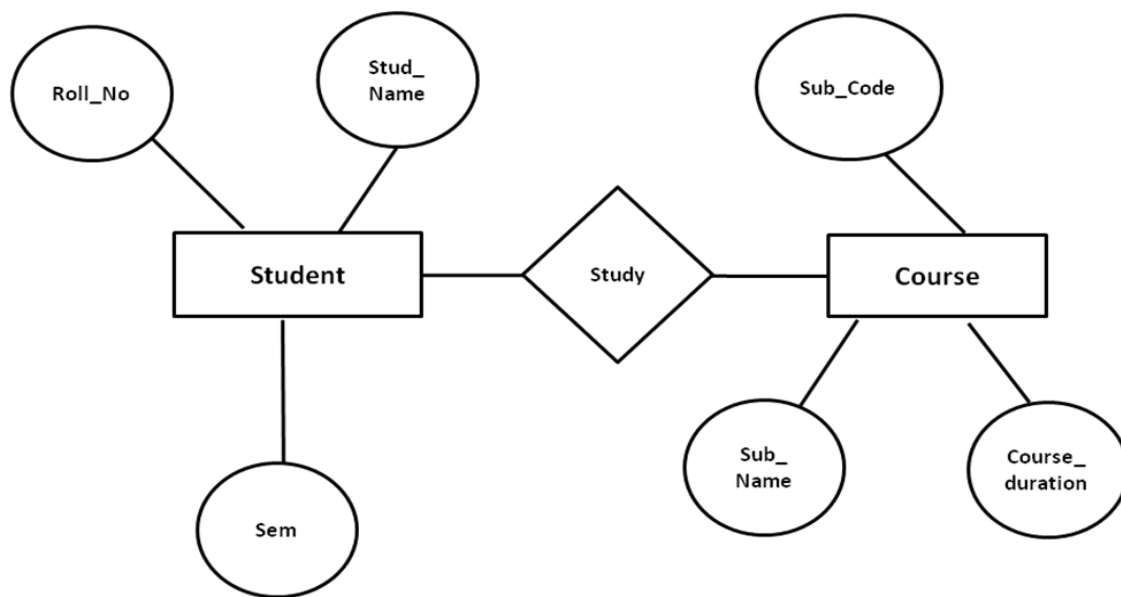 Roll_No
Stud_
Name
Sub_Code
Student
Study
Course
Sem
Sub_
Name
Course_
duration